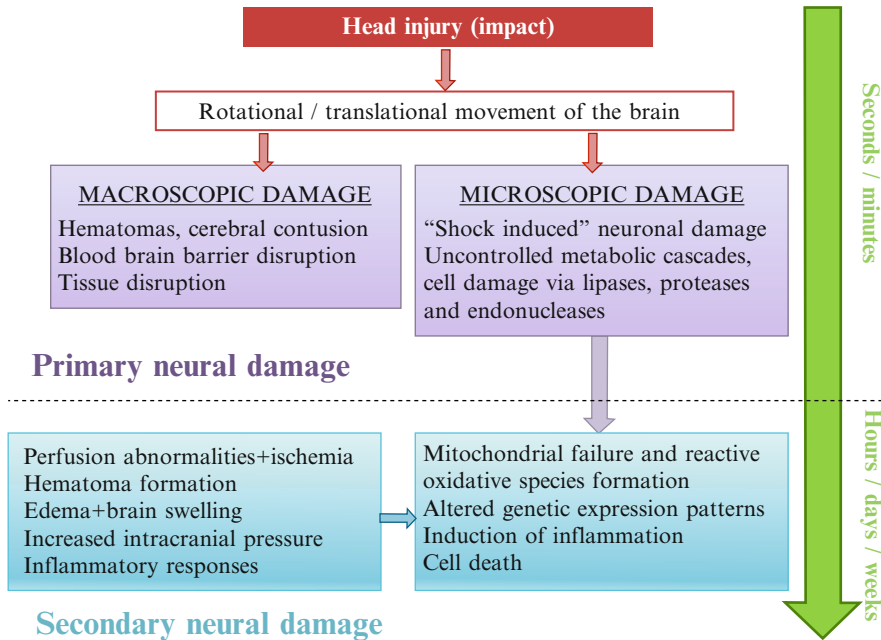 Head injury (impact)
Rotational / translational movement of the brain
MACROSCOPIC DAMAGE
Hematomas, cerebral contusion
Blood brain barrier disruption
Tissue disruption
MICROSCOPIC DAMAGE
“Shock induced” neuronal damage
Uncontrolled metabolic cascades,
cell damage via lipases, proteases
and endonucleases
Seconds / minutes
Primary neural damage
Perfusion abnormalities+ischemia
Hematoma formation
Edema+brain swelling
Increased intracranial pressure
Inflammatory responses
Mitochondrial failure and reactive
oxidative species formation
Altered genetic expression patterns
Induction of inflammation
Cell death
Hours / days / weeks
Secondary neural damage